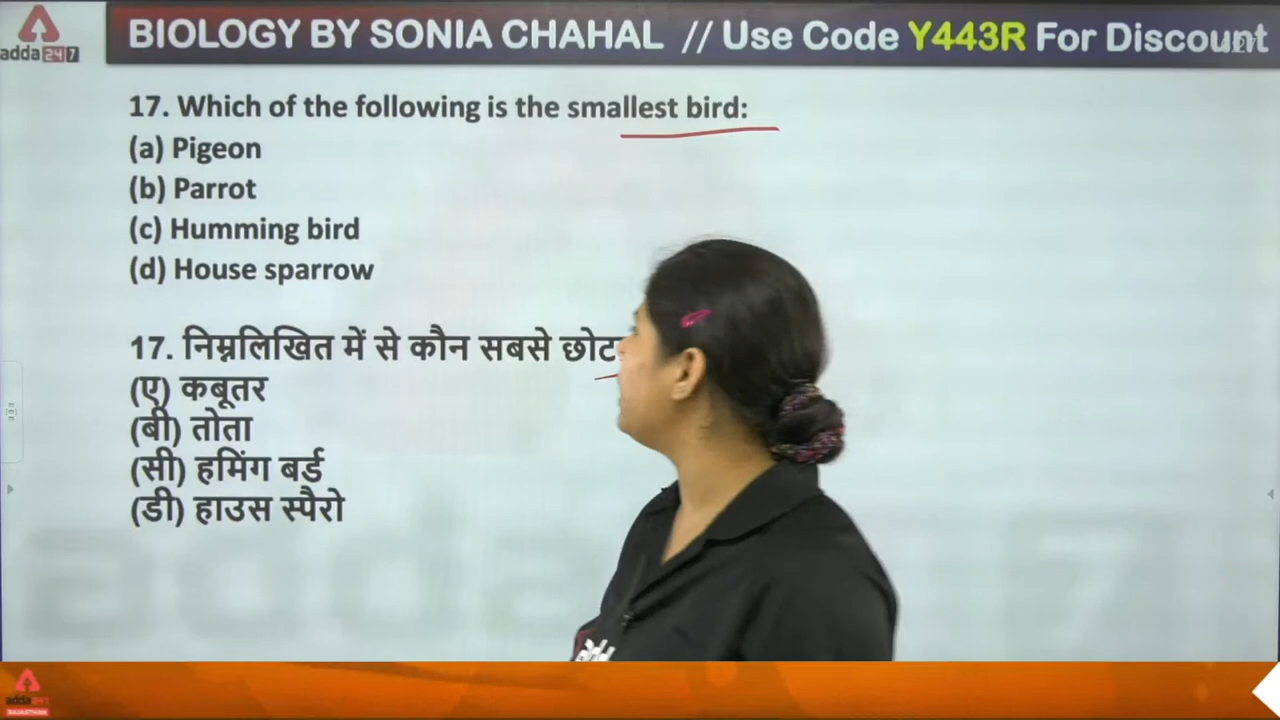 adda247
BIOLOGY BY SONIA CHAHAL // Use Code Y443R For Discount
17. Which of the following is the smallest bird:
(a) Pigeon
(b) Parrot
(c) Humming bird
(d) House sparrow
17. निम्नलिखित में से कौन सबसे
(ए) कबूतर
(बी) तोता
(सी) हमिंग बर्ड
(डी) हाउस स्पैरो
adda247